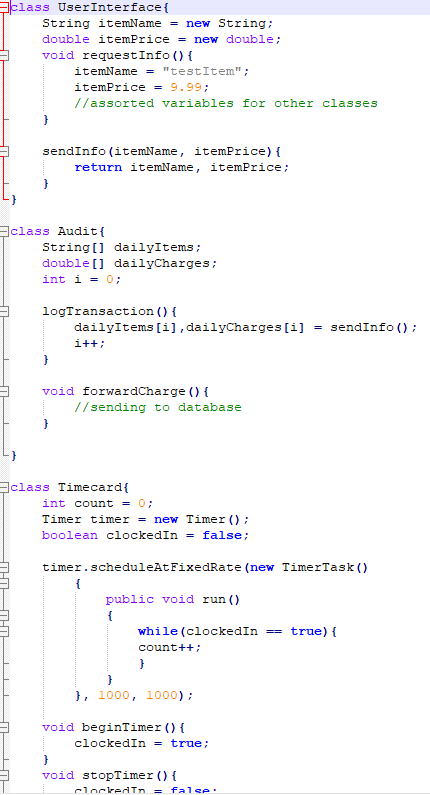 class UserInterface{
    String itemName = new String;
    double itemPrice = new double;
    void requestInfo(){
        itemName = "testItem";
        itemPrice = 9.99;
        //assorted variables for other classes
    }

    sendInfo(itemName, itemPrice){
        return itemName, itemPrice;
    }
}

class Audit{
    String[] dailyItems;
    double[] dailyCharges;
    int i = 0;

    logTransaction(){
        dailyItems[i],dailyCharges[i] = sendInfo();
        i++;
    }

    void forwardCharge(){
        //sending to database
    }

}

class Timecard{
    int count = 0;
    Timer timer = new Timer();
    boolean clockedIn = false;

    timer.scheduleAtFixedRate(new TimerTask()
        {
            public void run()
            {
                while(clockedIn == true){
                count++;
                }
            }
        }, 1000, 1000);

    void beginTimer(){
        clockedIn = true;
    }
    void stopTimer(){
        clockedIn = false;